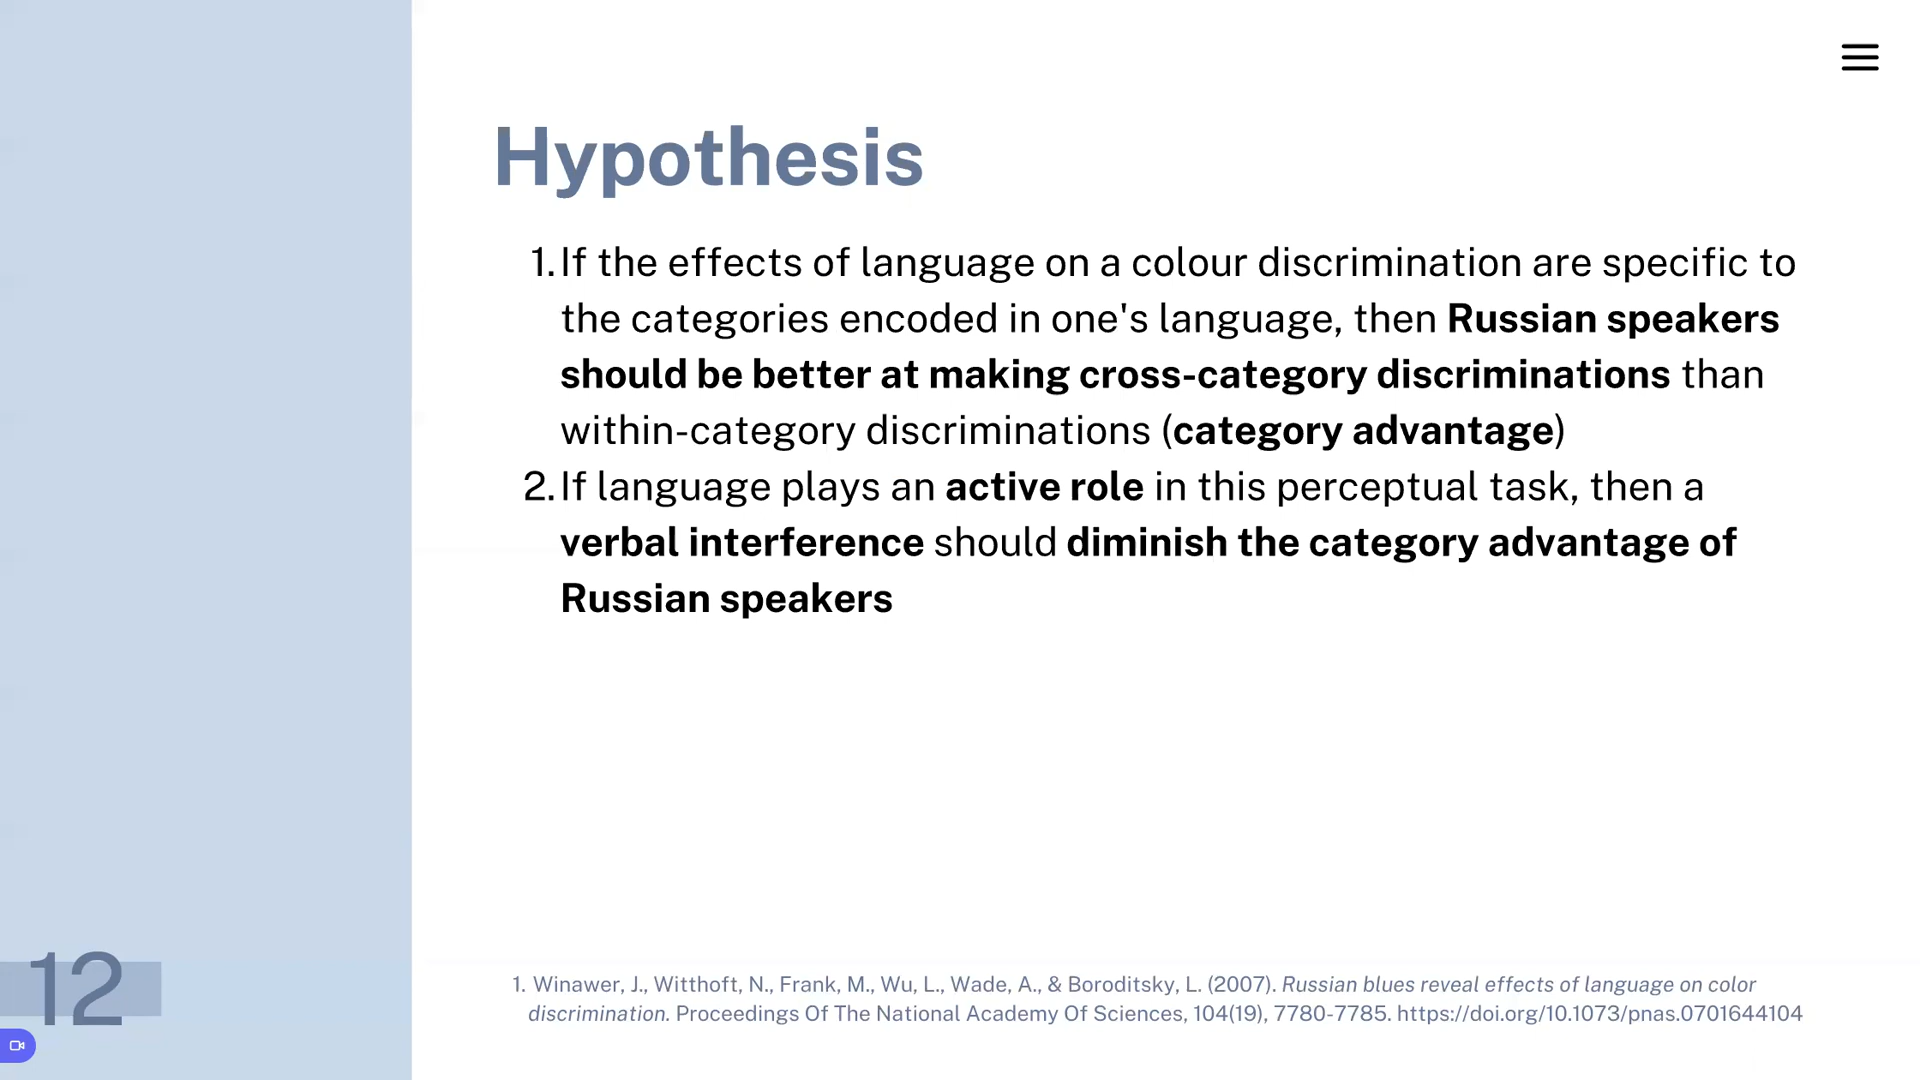 Hypothesis
1. If the effects of language on a colour discrimination are specific to
the categories encoded in one's language, then Russian speakers
should be better at making cross-category discriminations than
within-category discriminations (category advantage)
2. If language plays an active role in this perceptual task, then a
verbal interference should diminish the category advantage of
Russian speakers
12
1. Winawer, J., Witthoft, N., Frank, M., Wu, L., Wade, A., & Boroditsky, L. (2007). Russian blues reveal effects of language on color
discrimination. Proceedings Of The National Academy Of Sciences, 104(19), 7780-7785. https://doi.org/10.1073/pnas.0701644104